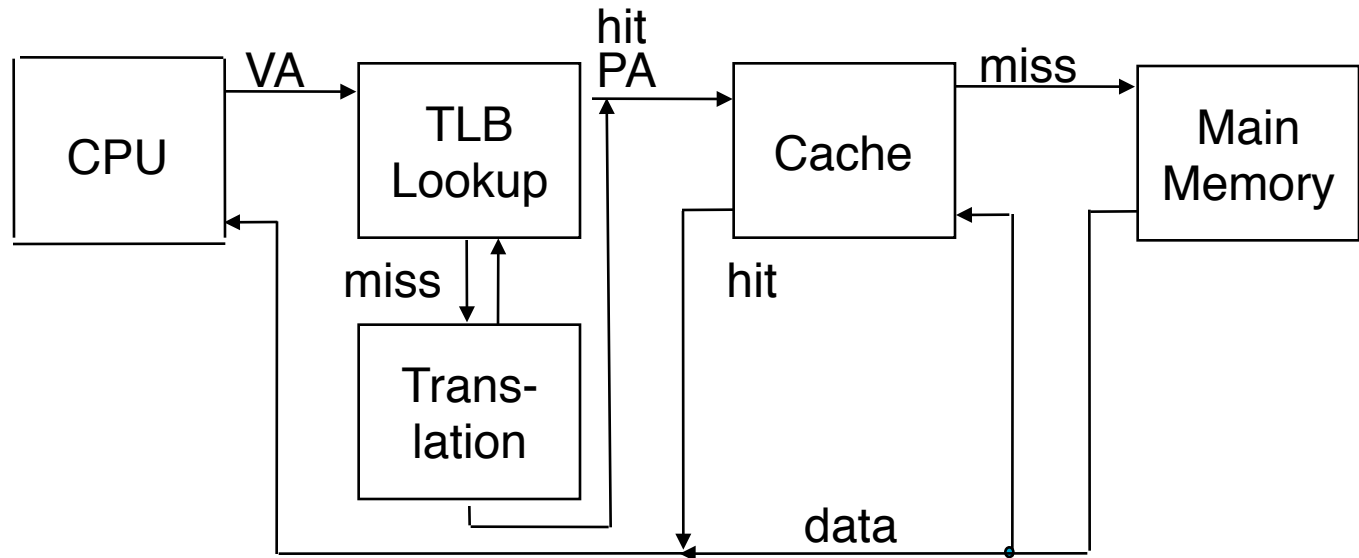 CPU
VA
TLB
Lookup
hit
PA
Cache
miss
Main
Memory
miss
hit
Trans-
lation
data